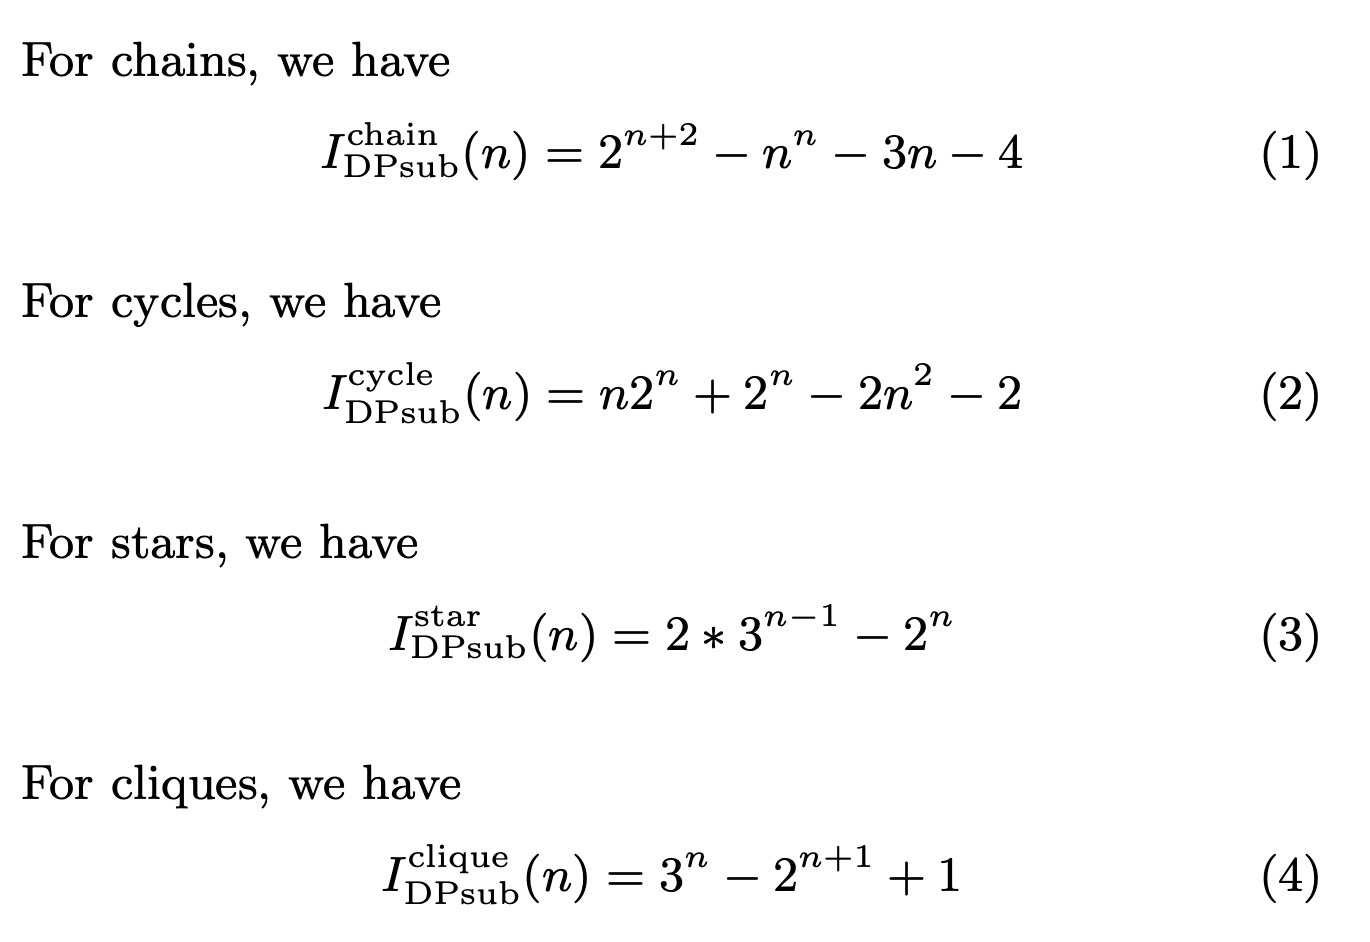 For chains, we have
I^{chain}_{DPsub}(n) = 2^{n+2} − n^n − 3n − 4 (1)
For cycles, we have
I^{cycle}_{DPsub}(n) = n2^n + 2^n − 2n^2 − 2 (2)
For stars, we have
I^{star}_{DPsub}(n) = 2 * 3^{n−1} − 2^n (3)
For cliques, we have
I^{clique}_{DPsub}(n) = 3^n − 2^{n+1} + 1 (4)